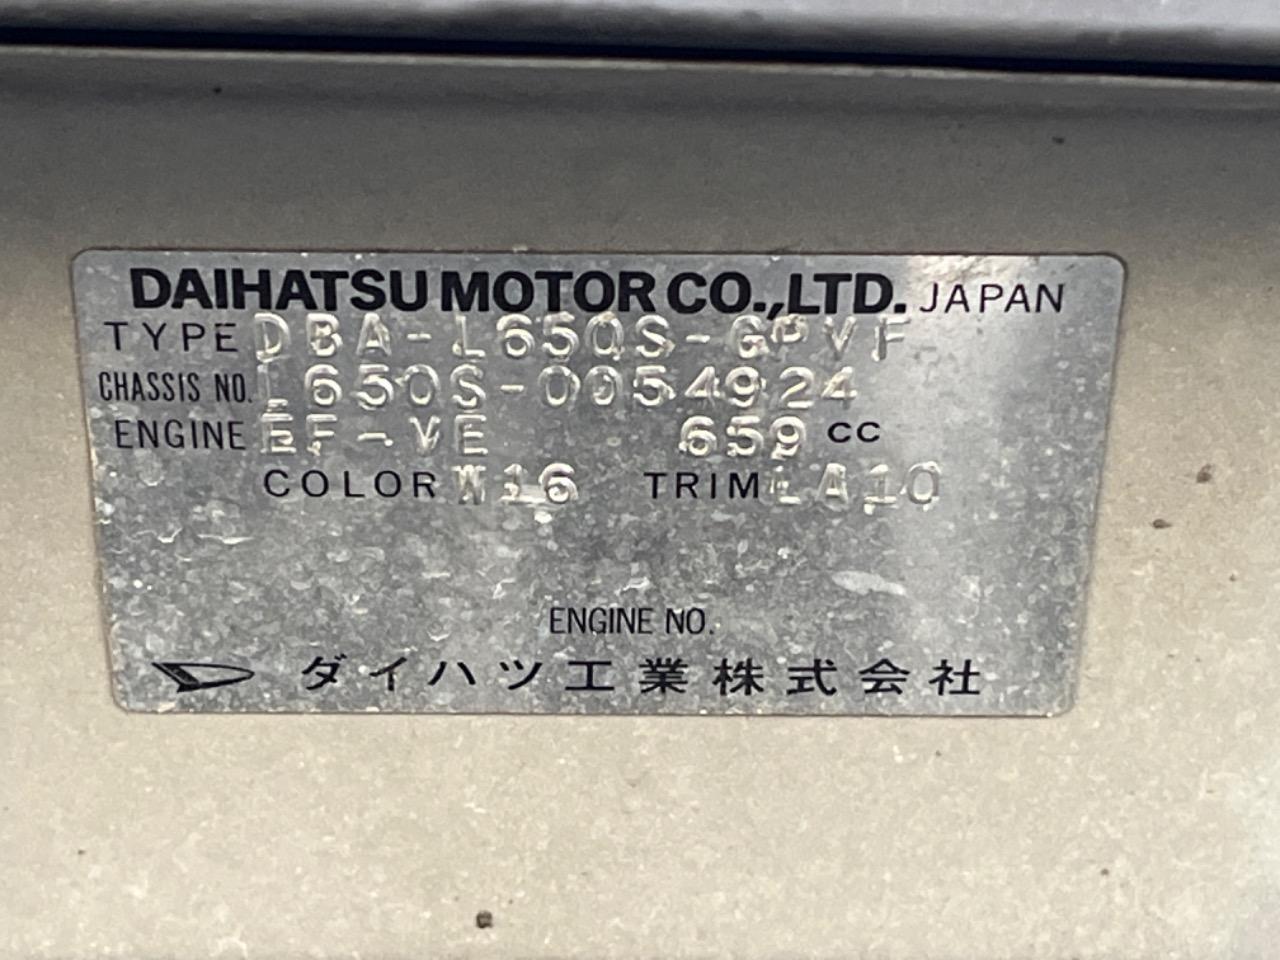 DAIHATSU MOTOR CO.,LTD. JAPAN
TYPE DBA-L650S-GPVF
CHASSIS NO. L650S-0054924
ENGINE EF-VE 659 CC
COLOR W16 TRIM LA10
ENGINE NO.
ダイハツ工業株式会社